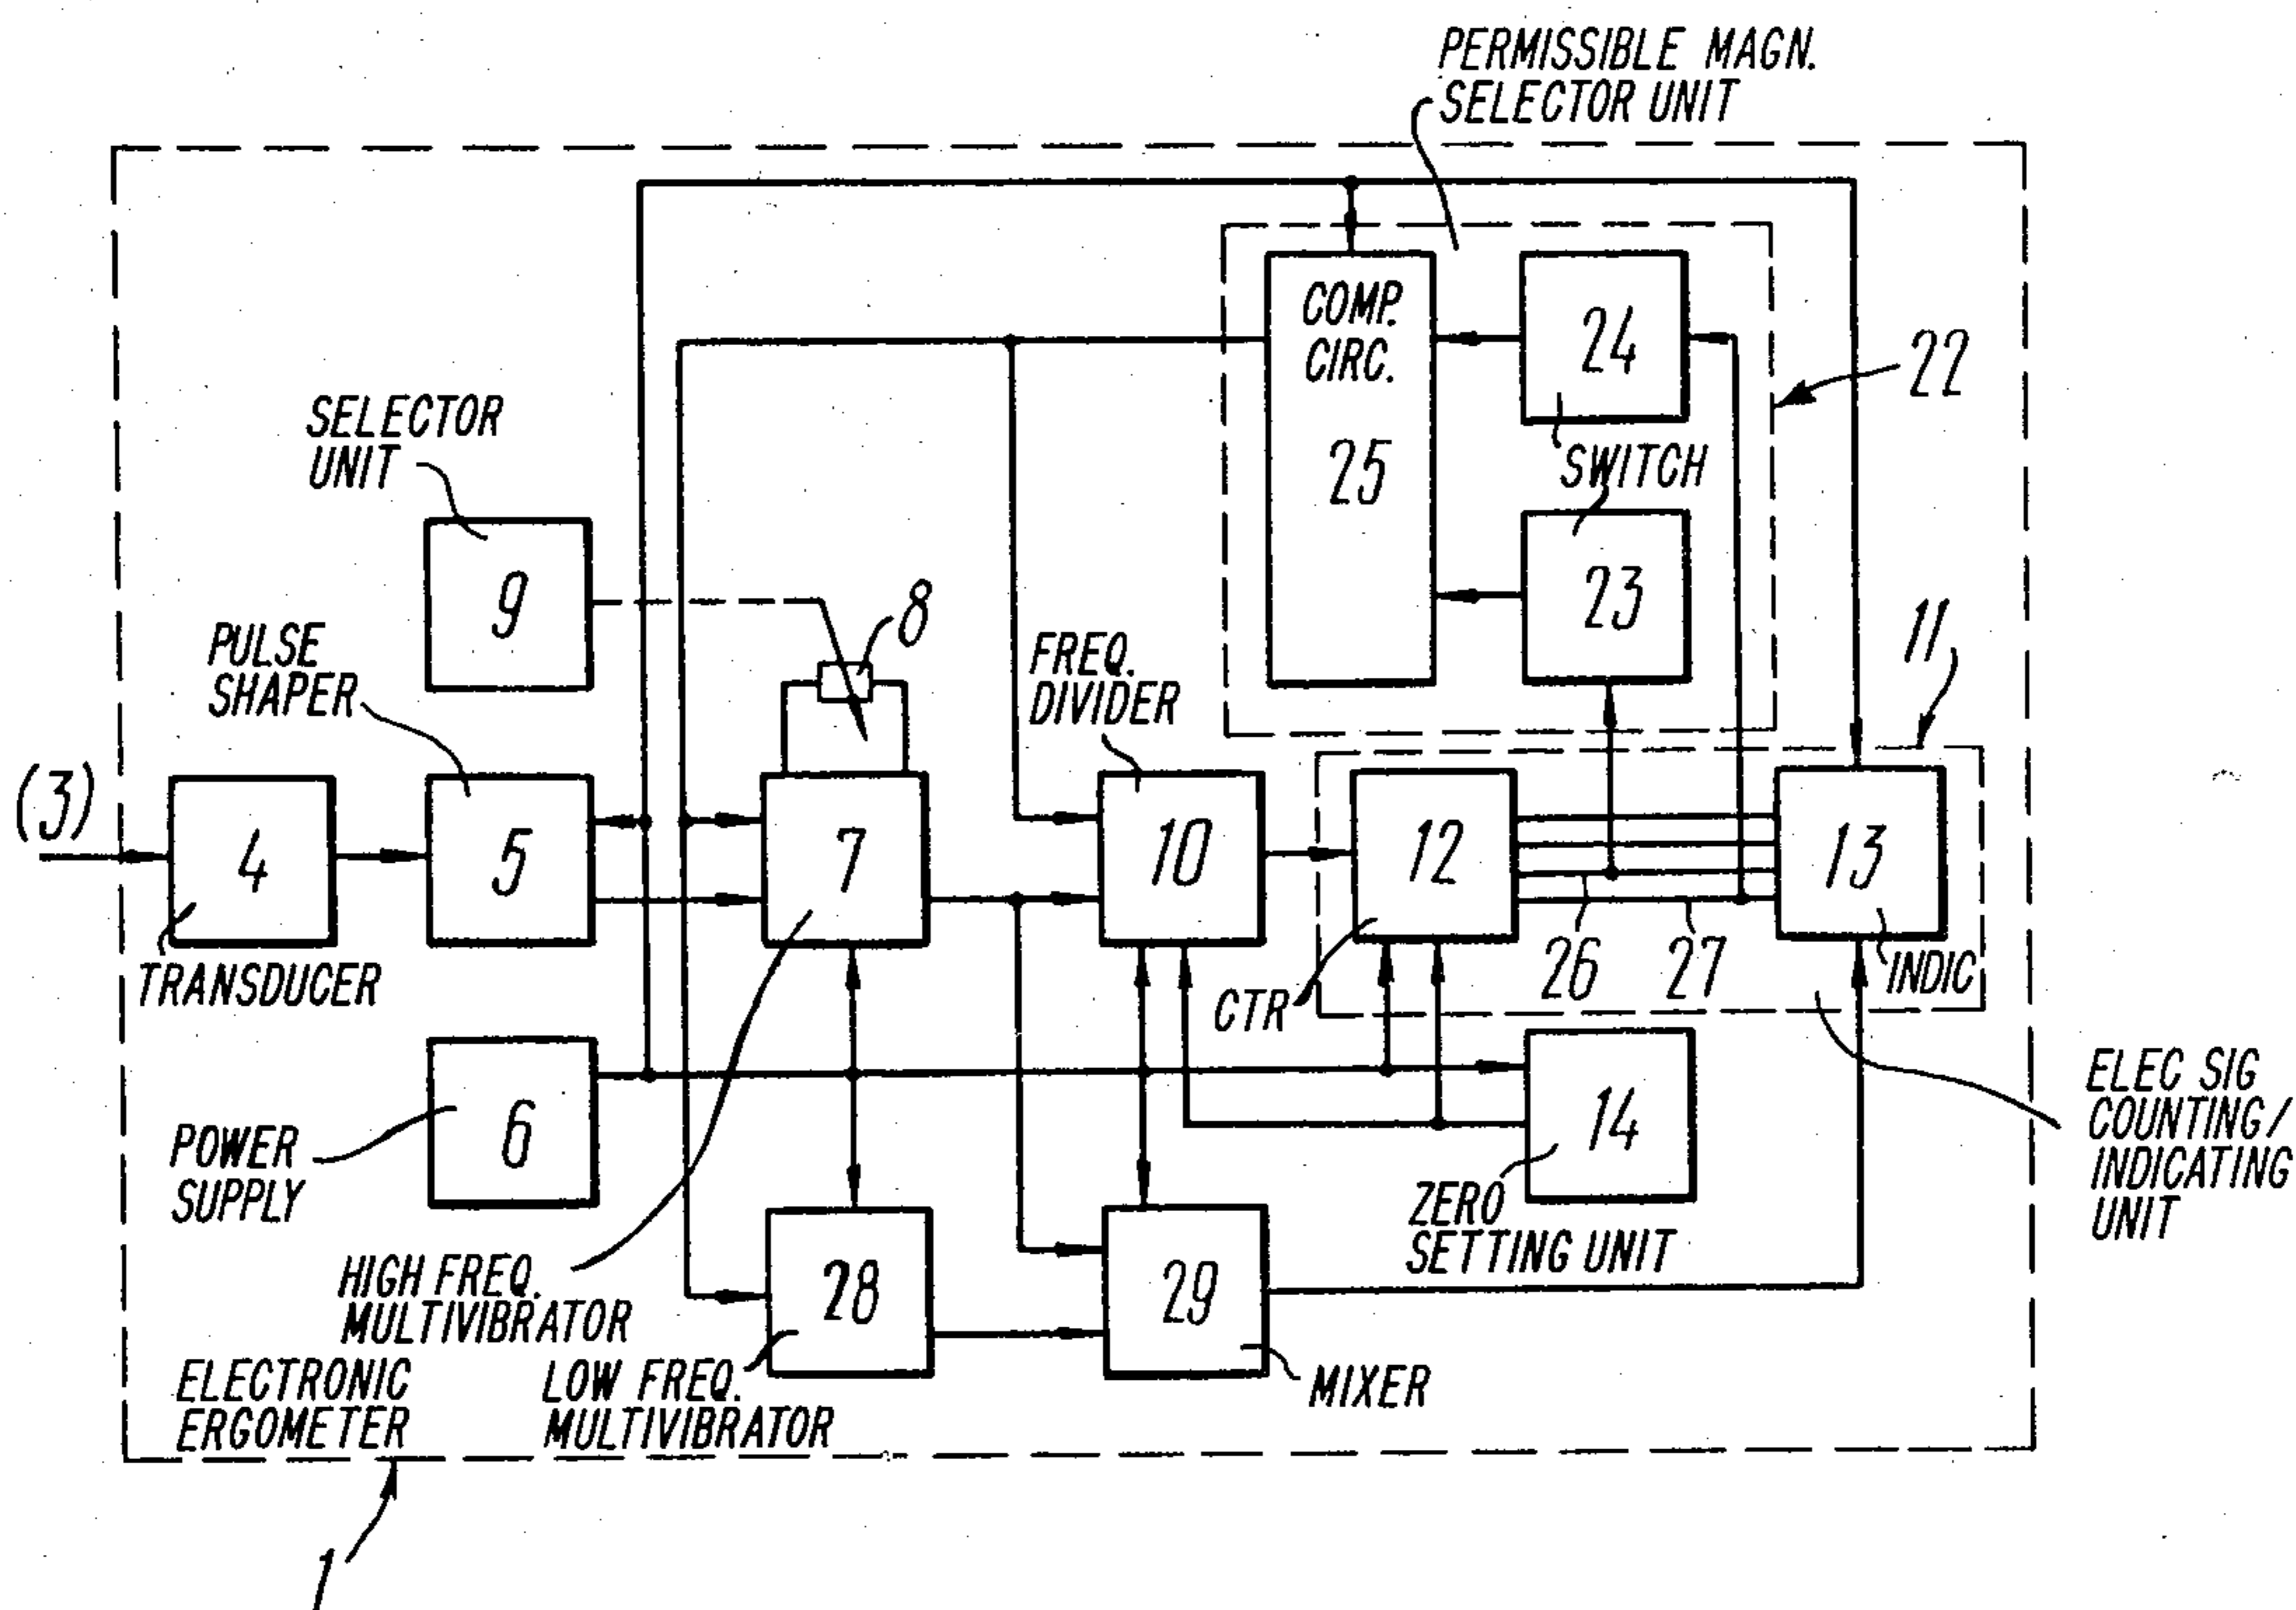 PERMISSIBLE MAGN.
SELECTOR UNIT
COMP.
CIRC.
25
24
22
SWITCH
23
SELECTOR
UNIT
9
8
PULSE
SHAPER
FREQ.
DIVIDER
11
(3)
4
5
7
10
12
13
TRANSDUCER
CTR
26
27
INDIC
6
POWER
SUPPLY
14
ZERO
SETTING UNIT
ELEC SIG
COUNTING/
INDICATING
UNIT
HIGH FREQ.
MULTIVIBRATOR
28
29
LOW FREQ.
MULTIVIBRATOR
MIXER
ELECTRONIC
ERGOMETER
1